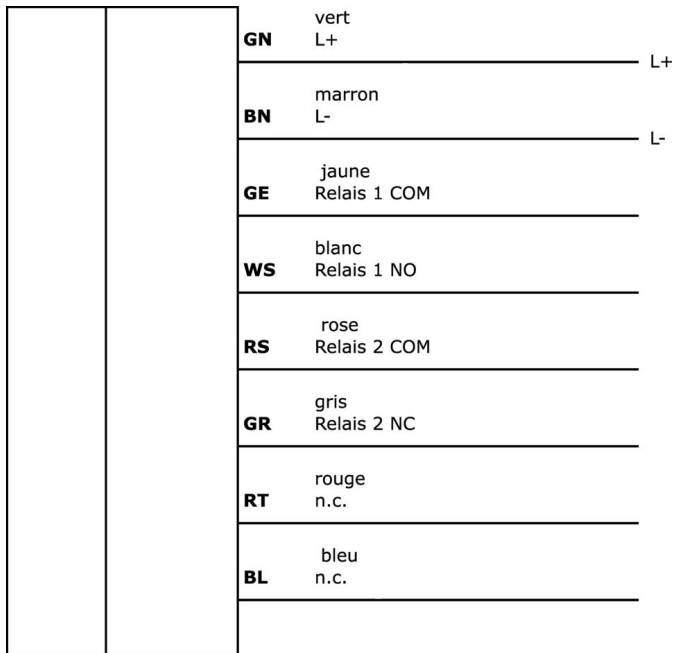 vert
GN L+
L+
marron
BN L-
L-
jaune
GE Relais 1 COM
blanc
WS Relais 1 NO
rose
RS Relais 2 COM
gris
GR Relais 2 NC
rouge
RT n.c.
bleu
BL n.c.